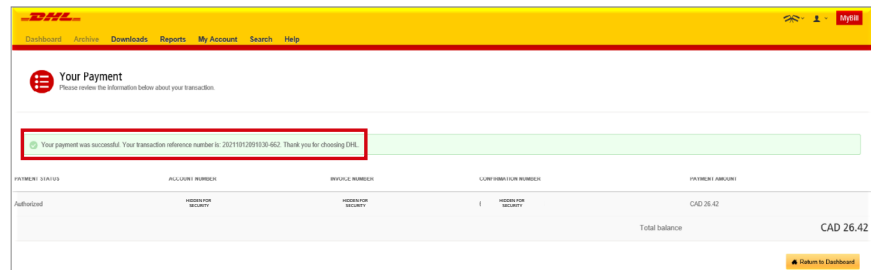 DHL
MyBill
Dashboard Archive Downloads Reports My Account Search Help
Your Payment
Please review the information below about your transaction.
Your payment was successful. Your transaction reference number is: 20211012091030-662. Thank you for choosing DHL.
PAYMENT STATUS ACCOUNT NUMBER INVOICE NUMBER CONFIRMATION NUMBER PAYMENT AMOUNT
Authorized HIDDEN FOR SECURITY HIDDEN FOR SECURITY HIDDEN FOR SECURITY CAD 26.42
Total balance CAD 26.42
Return to Dashboard